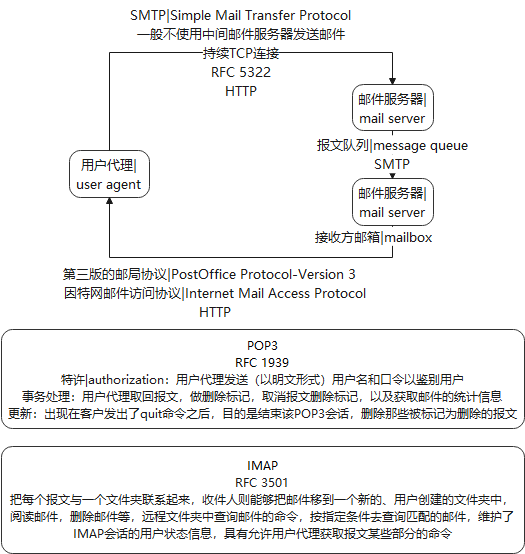 SMTP|Simple Mail Transfer Protocol
一般不使用中间邮件服务器发送邮件
持续TCP连接
RFC 5322
HTTP
邮件服务器|
mail server
报文队列|message queue
SMTP
用户代理|
user agent
邮件服务器|
mail server
接收方邮箱|mailbox
第三版的邮局协议|PostOffice Protocol-Version 3
因特网邮件访问协议|Internet Mail Access Protocol
HTTP
POP3
RFC 1939
特许|authorization：用户代理发送（以明文形式）用户名和口令以鉴别用户
事务处理：用户代理取回报文，做删除标记，取消报文删除标记，以及获取邮件的统计信息
更新：出现在客户发出了quit命令之后，目的是结束该POP3会话，删除那些被标记为删除的报文
IMAP
RFC 3501
把每个报文与一个文件夹联系起来，收件人则能够把邮件移到一个新的、用户创建的文件夹中，
阅读邮件，删除邮件等，远程文件夹中查询邮件的命令，按指定条件去查询匹配的邮件，维护了
IMAP会话的用户状态信息，具有允许用户代理获取报文某些部分的命令